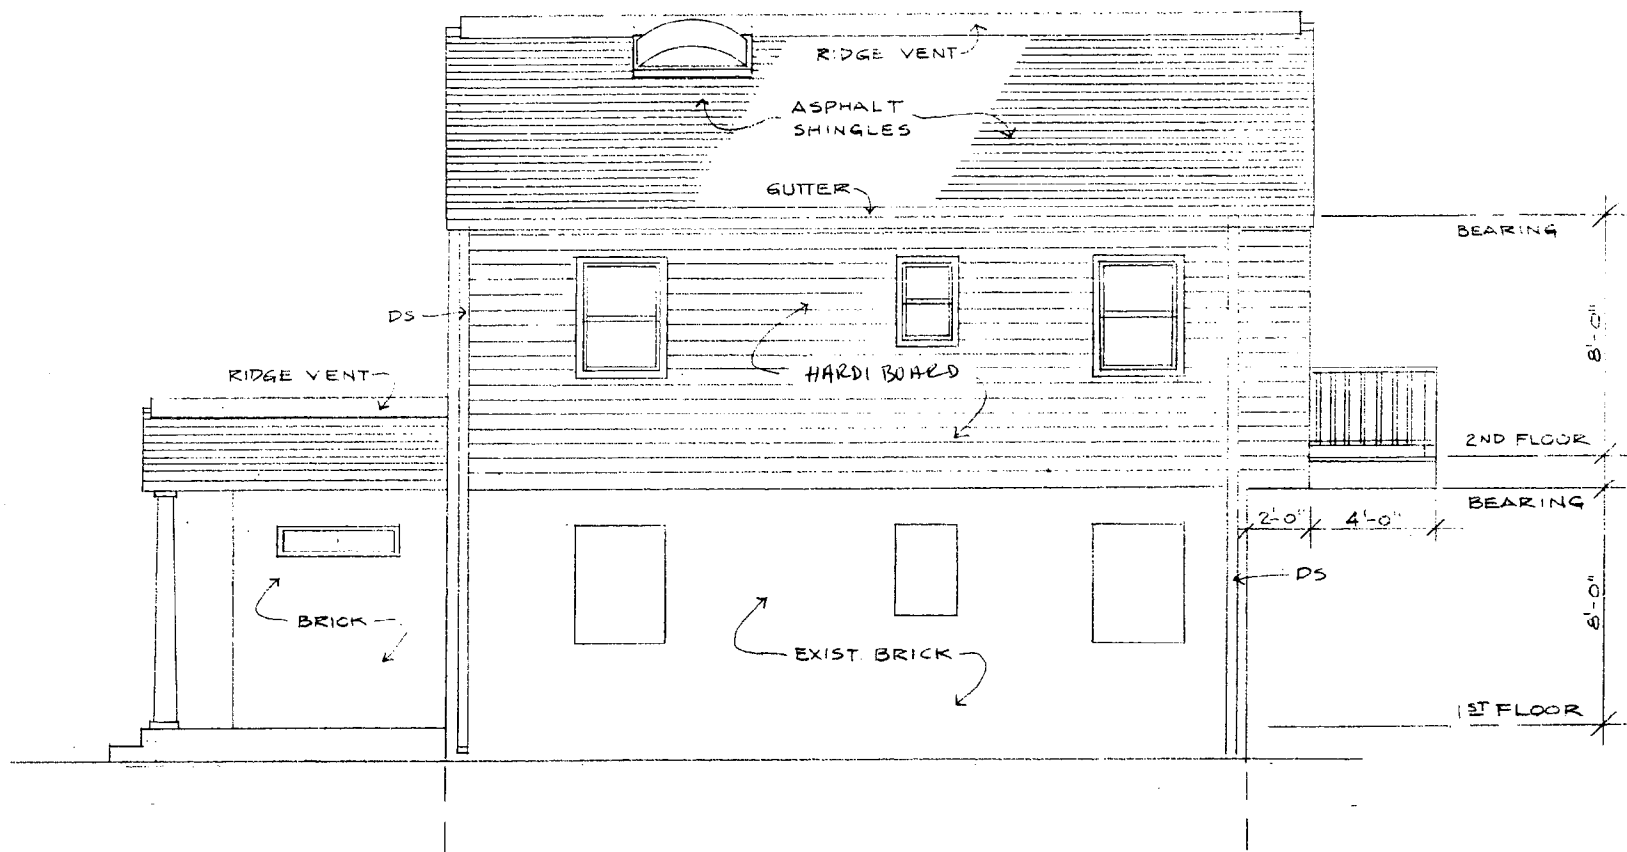 RIDGE VENT
ASPHALT
SHINGLES
GUTTER
BEARING
DS
8'-0"
HARDI BOARD
RIDGE VENT
2ND FLOOR
BEARING
2'-0"
4'-0"
DS
BRICK
8'-0"
EXIST. BRICK
1ST FLOOR